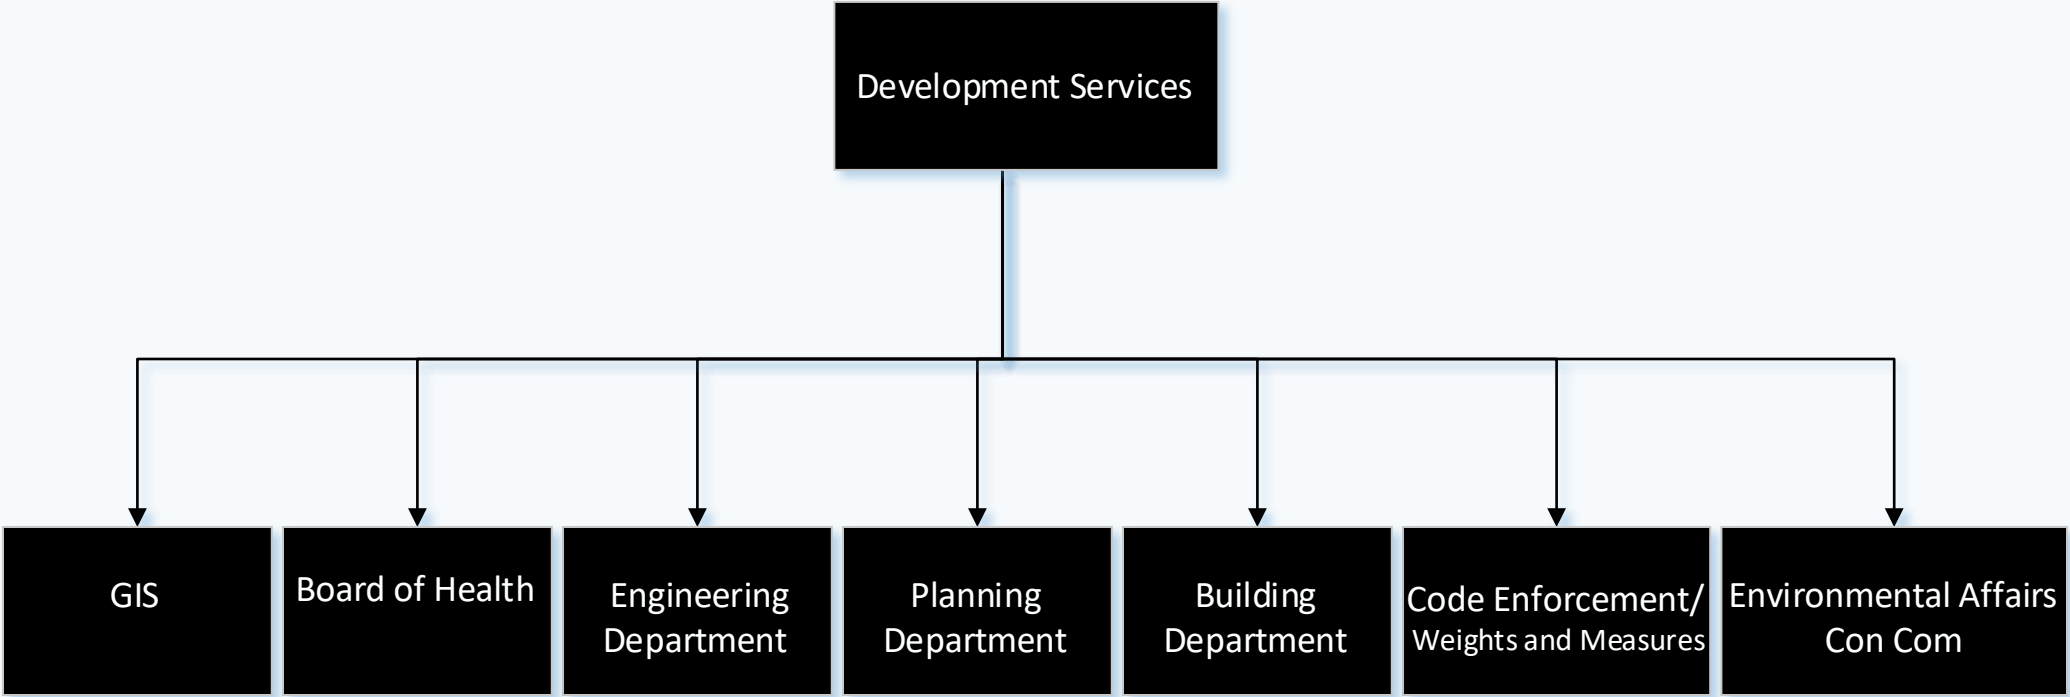 Development Services
GIS
Board of Health
Engineering
Department
Planning
Department
Building
Department
Code Enforcement/
Weights and Measures
Environmental Affairs
Con Com